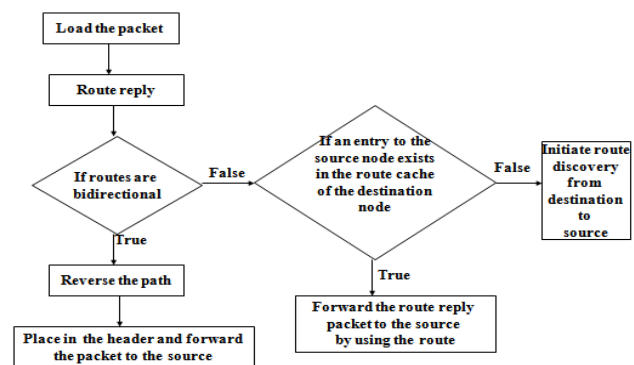 Load the packet
Route reply
If routes are
bidirectional
False
True
Reverse the path
Place in the header and forward
the packet to the source
If an entry to the
source node exists
in the route cache
of the destination
node
False
True
Forward the route reply
packet to the source
by using the route
Initiate route
discovery
from
destination
to
source